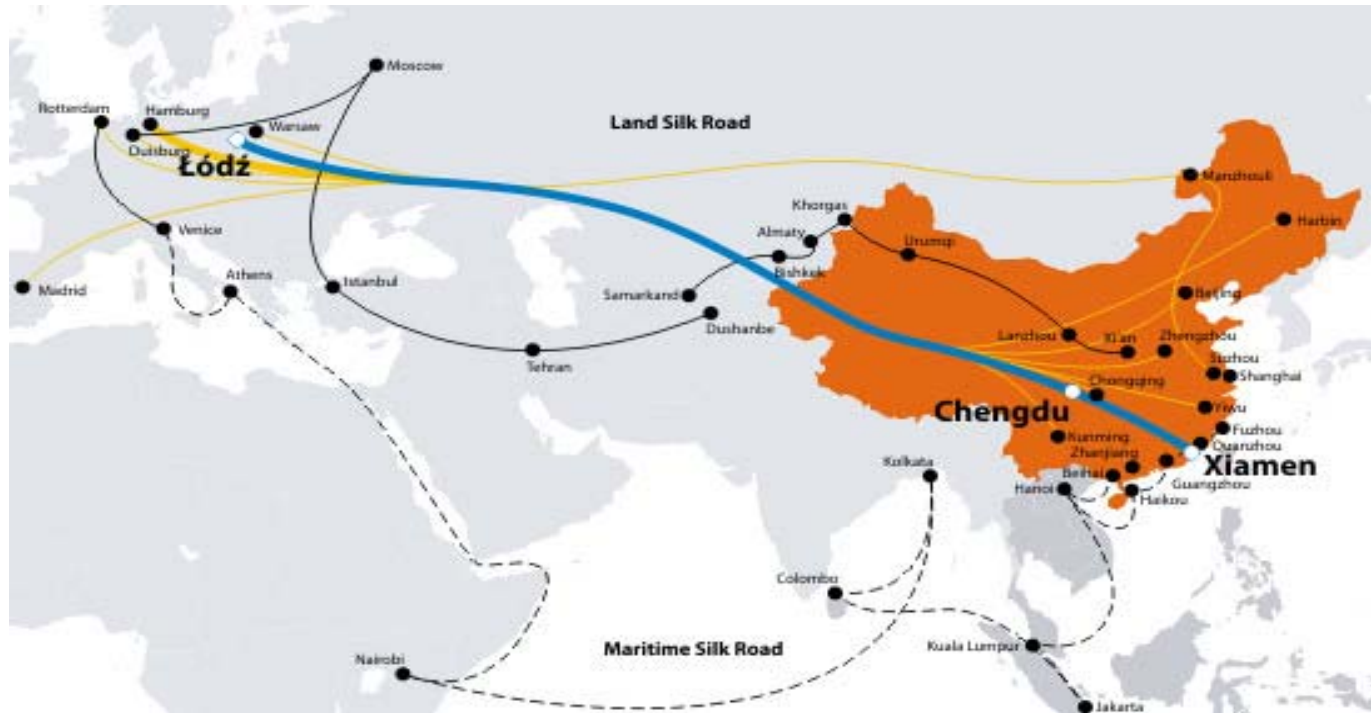 Moscow
Rotterdam
Hamburg
Warsaw
Land Silk Road
Duisburg
Łódź
Manzhouli
Khorgas
Harbin
Venice
Almaty
Urumqi
Athens
Bishkek
Madrid
Istanbul
Samarkand
Beijing
Dushanbe
Lanzhou
Xi'an
Zhengzhou
Tehran
Suzhou
Shanghai
Chongqing
Chengdu
Yiwu
Fuzhou
Kunming
Quanzhou
Zhanjiang
Xiamen
Kolkata
Beihai
Guangzhou
Hanoi
Haikou
Colombo
Maritime Silk Road
Kuala Lumpur
Nairobi
Jakarta